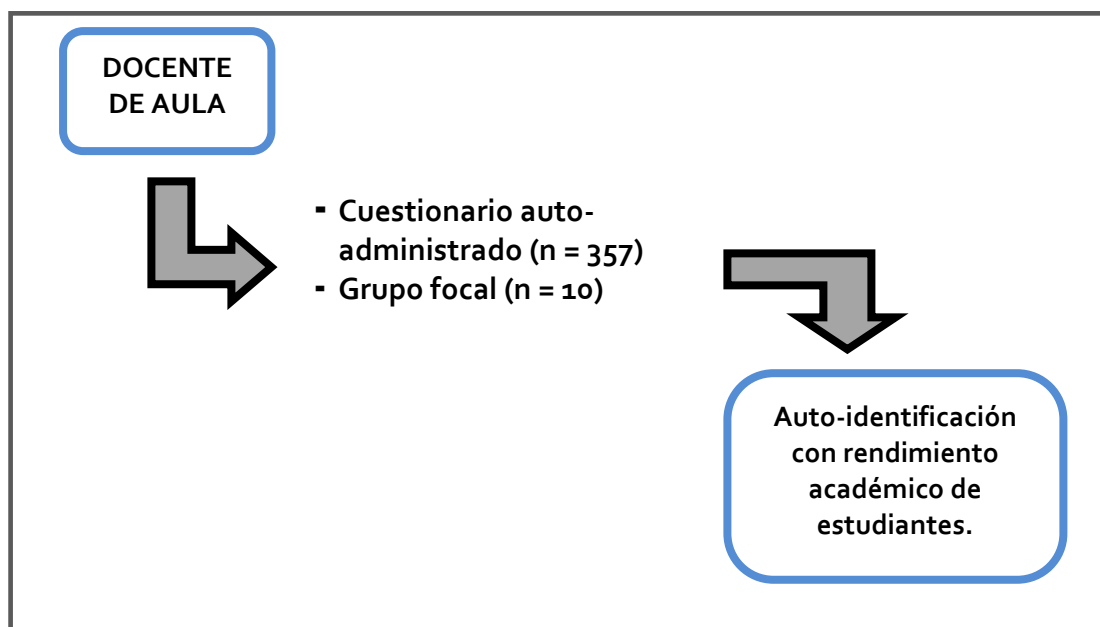 DOCENTE
DE AULA
- Cuestionario auto-
administrado (n = 357)
- Grupo focal (n = 10)
Auto-identificación
con rendimiento
académico de
estudiantes.